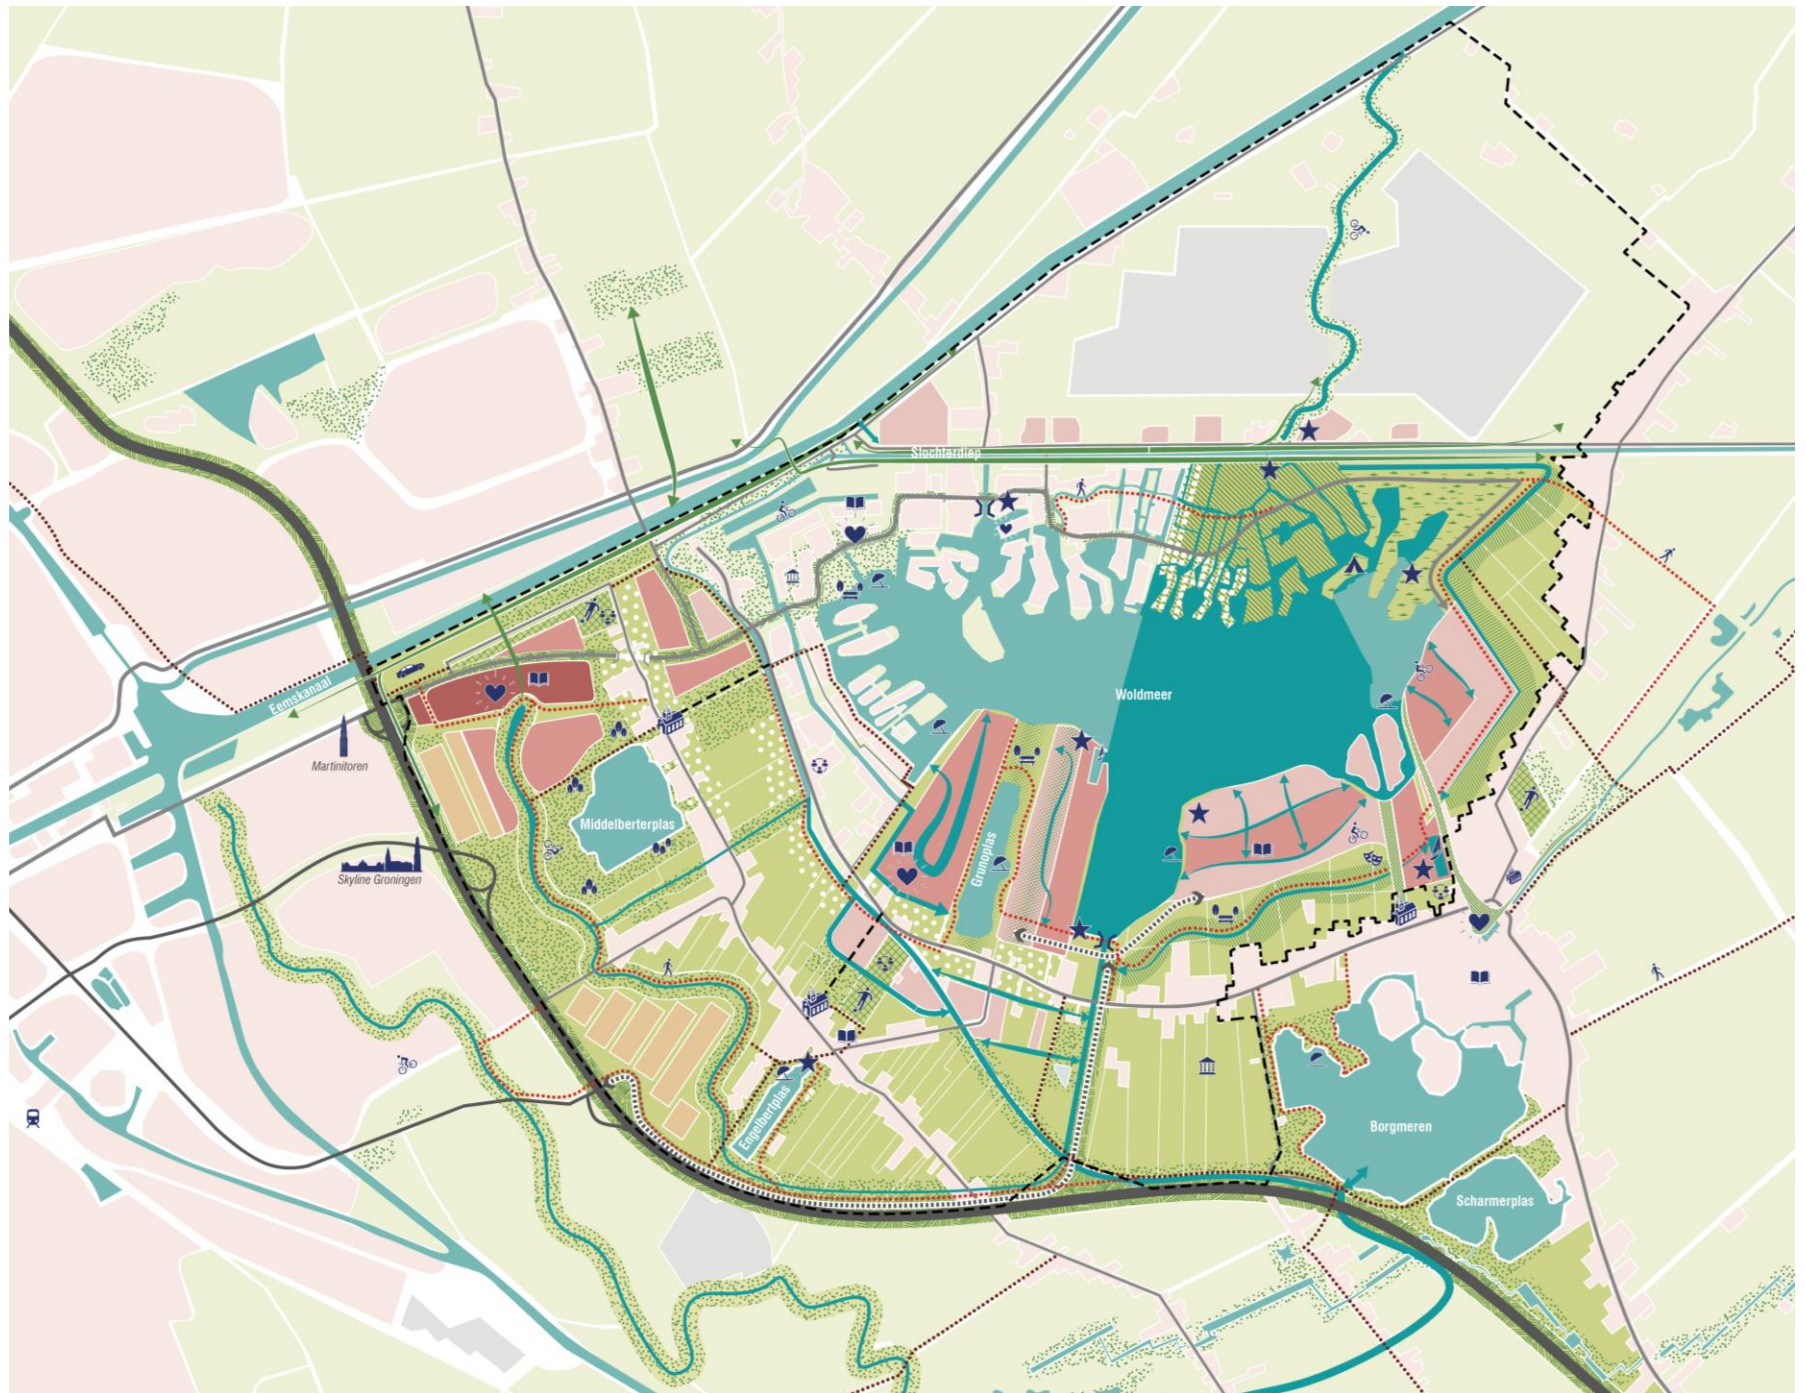 Slochterdiep
Eemskanaal
Woldmeer
Martinitoren
Middelberterplas
Grunoplas
Skyline Groningen
Engelbertplas
Borgmeren
Scharmerplas